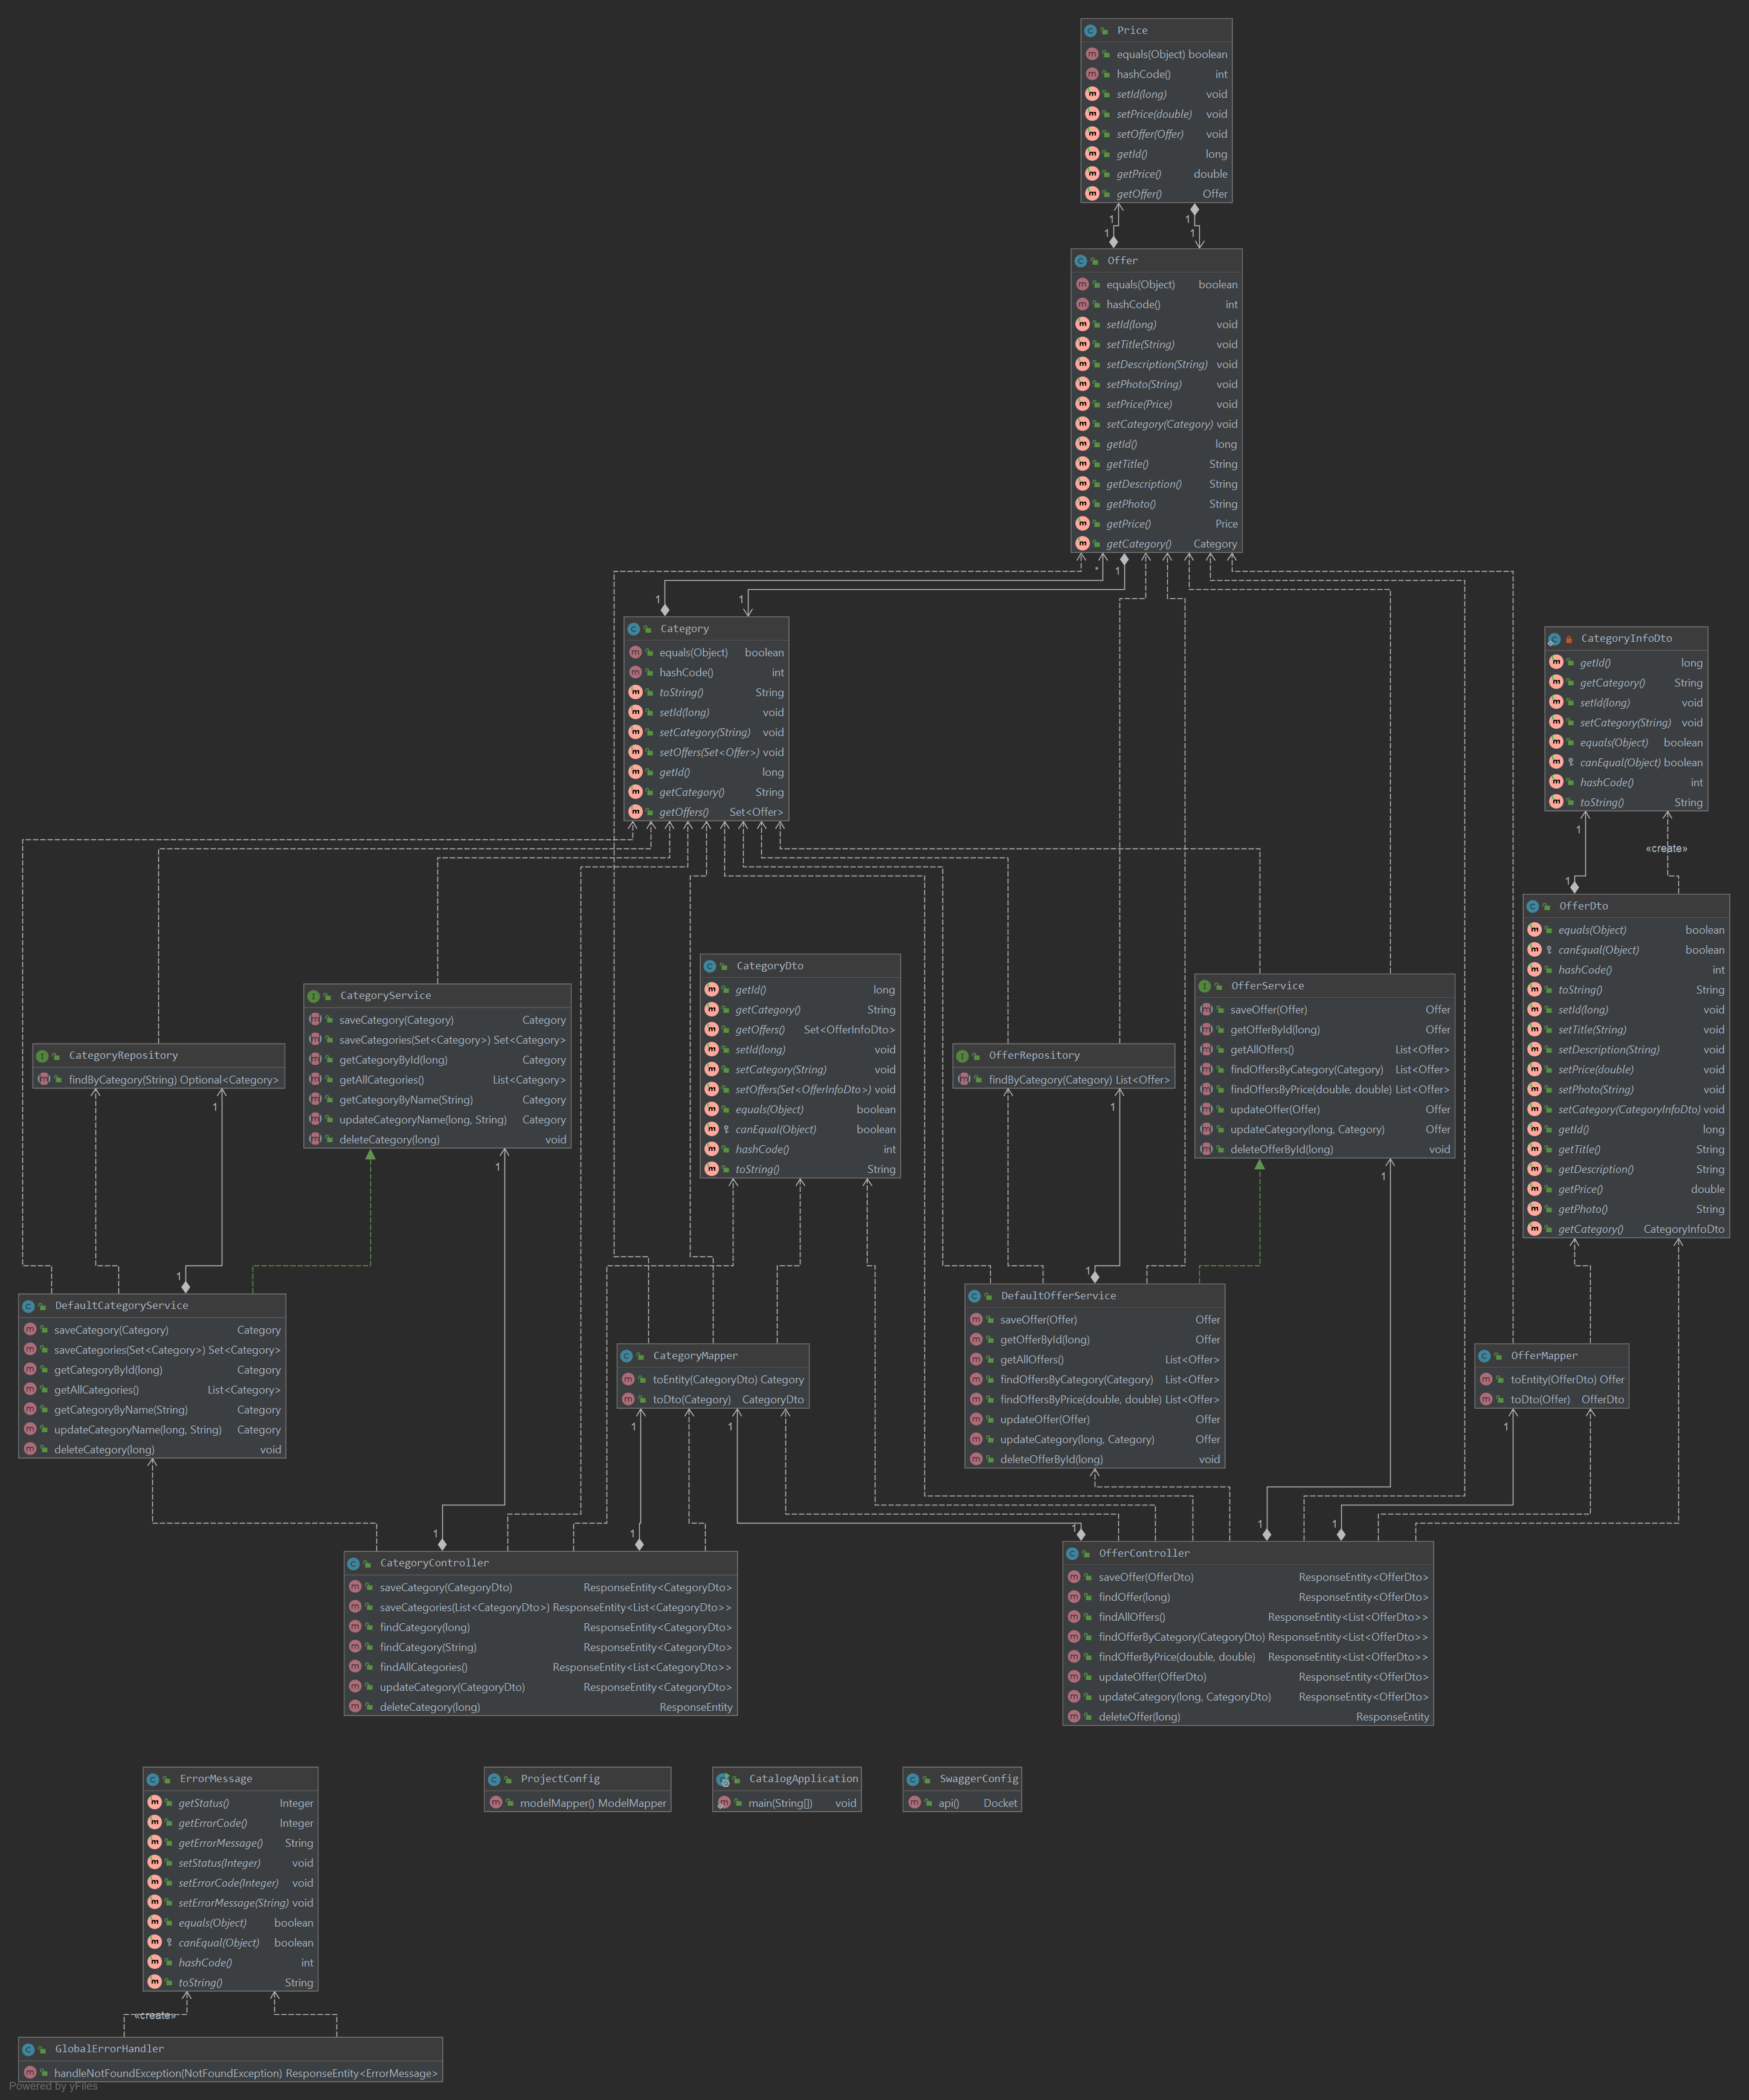 Price
equals(Object) boolean
hashCode() int
setId(long) void
setPrice(double) void
setOffer(Offer) void
getId() long
getPrice() double
getOffer() Offer
1 1
1 1
Offer
equals(Object) boolean
hashCode() int
setId(long) void
setTitle(String) void
setDescription(String) void
setPhoto(String) void
setPrice(Price) void
setCategory(Category) void
getId() long
getTitle() String
getDescription() String
getPhoto() String
getPrice() Price
getCategory() Category
* 1
1 1
Category
equals(Object) boolean
hashCode() int
toString() String
setId(long) void
setCategory(String) void
setOffers(Set<Offer>) void
getId() long
getCategory() String
getOffers() Set<Offer>
CategoryInfoDto
getId() long
getCategory() String
setId(long) void
setCategory(String) void
equals(Object) boolean
canEqual(Object) boolean
hashCode() int
toString() String
1
«create»
1
OfferDto
equals(Object) boolean
canEqual(Object) boolean
hashCode() int
toString() String
setId(long) void
setTitle(String) void
setDescription(String) void
setPrice(double) void
setPhoto(String) void
setCategory(CategoryInfoDto) void
getId() long
getTitle() String
getDescription() String
getPrice() double
getPhoto() String
getCategory() CategoryInfoDto
CategoryRepository
findByCategory(String) Optional<Category>
1
CategoryService
saveCategory(Category) Category
saveCategories(Set<Category>) Set<Category>
getCategoryById(long) Category
getAllCategories() List<Category>
getCategoryByName(String) Category
updateCategoryName(long, String) Category
deleteCategory(long) void
1
CategoryDto
getId() long
getCategory() String
getOffers() Set<OfferInfoDto>
setId(long) void
setCategory(String) void
setOffers(Set<OfferInfoDto>) void
equals(Object) boolean
canEqual(Object) boolean
hashCode() int
toString() String
OfferRepository
findByCategory(Category) List<Offer>
1
OfferService
saveOffer(Offer) Offer
getOfferById(long) Offer
getAllOffers() List<Offer>
findOffersByCategory(Category) List<Offer>
findOffersByPrice(double, double) List<Offer>
updateOffer(Offer) Offer
updateCategory(long, Category) Offer
deleteOfferById(long) void
1
1
DefaultCategoryService
saveCategory(Category) Category
saveCategories(Set<Category>) Set<Category>
getCategoryById(long) Category
getAllCategories() List<Category>
getCategoryByName(String) Category
updateCategoryName(long, String) Category
deleteCategory(long) void
CategoryMapper
toEntity(CategoryDto) Category
toDto(Category) CategoryDto
1 1
1
DefaultOfferService
saveOffer(Offer) Offer
getOfferById(long) Offer
getAllOffers() List<Offer>
findOffersByCategory(Category) List<Offer>
findOffersByPrice(double, double) List<Offer>
updateOffer(Offer) Offer
updateCategory(long, Category) Offer
deleteOfferById(long) void
OfferMapper
toEntity(OfferDto) Offer
toDto(Offer) OfferDto
1
1 1
CategoryController
saveCategory(CategoryDto) ResponseEntity<CategoryDto>
saveCategories(List<CategoryDto>) ResponseEntity<List<CategoryDto>>
findCategory(long) ResponseEntity<CategoryDto>
findCategory(String) ResponseEntity<CategoryDto>
findAllCategories() ResponseEntity<List<CategoryDto>>
updateCategory(CategoryDto) ResponseEntity<CategoryDto>
deleteCategory(long) ResponseEntity
1 1 1
OfferController
saveOffer(OfferDto) ResponseEntity<OfferDto>
findOffer(long) ResponseEntity<OfferDto>
findAllOffers() ResponseEntity<List<OfferDto>>
findOfferByCategory(CategoryDto) ResponseEntity<List<OfferDto>>
findOfferByPrice(double, double) ResponseEntity<List<OfferDto>>
updateOffer(OfferDto) ResponseEntity<OfferDto>
updateCategory(long, CategoryDto) ResponseEntity<OfferDto>
deleteOffer(long) ResponseEntity
ErrorMessage
getStatus() Integer
getErrorCode() Integer
getErrorMessage() String
setStatus(Integer) void
setErrorCode(Integer) void
setErrorMessage(String) void
equals(Object) boolean
canEqual(Object) boolean
hashCode() int
toString() String
ProjectConfig
modelMapper() ModelMapper
CatalogApplication
main(String[]) void
SwaggerConfig
api() Docket
«create»
GlobalErrorHandler
handleNotFoundException(NotFoundException) ResponseEntity<ErrorMessage>
Powered by yFiles